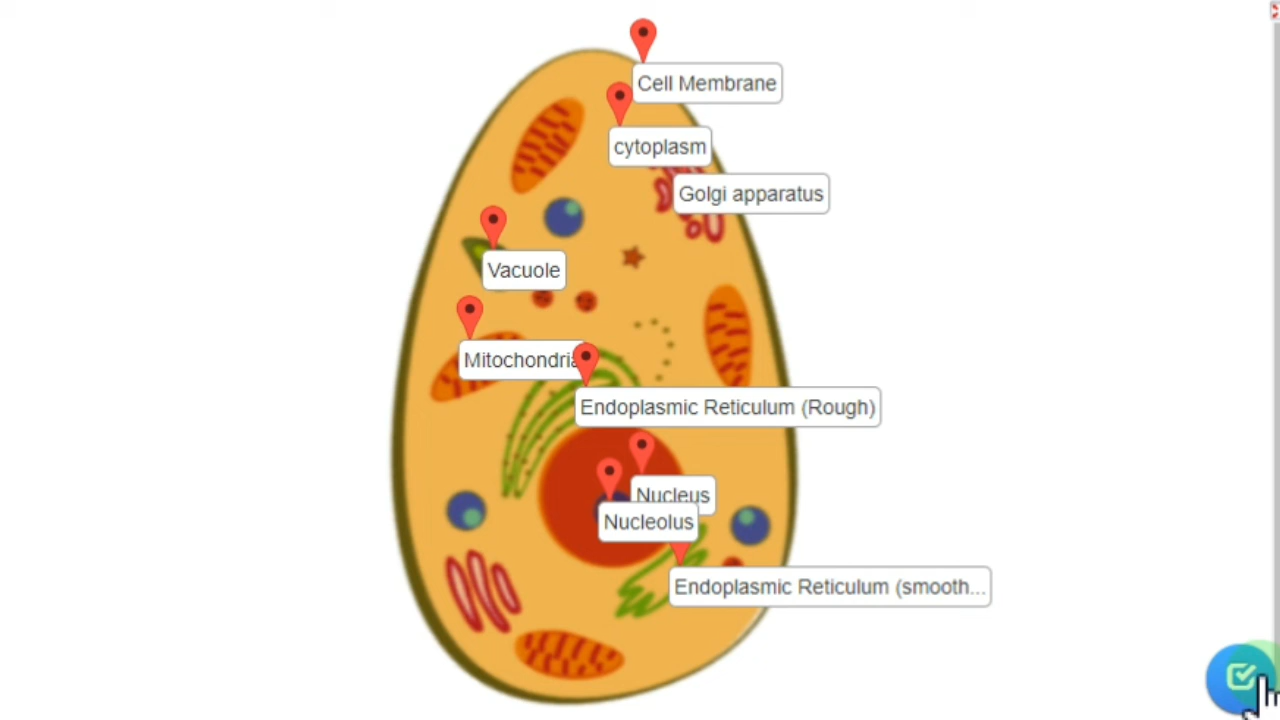 Cell Membrane
cytoplasm
Golgi apparatus
Vacuole
Mitochondria
Endoplasmic Reticulum (Rough)
Nucleus
Nucleolus
Endoplasmic Reticulum (smooth...